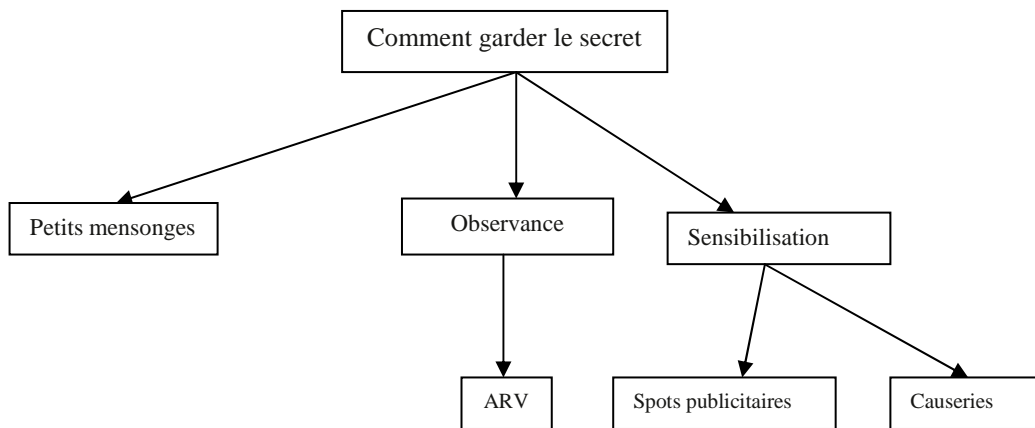 Comment garder le secret
Petits mensonges
Observance
Sensibilisation
ARV
Spots publicitaires
Causeries